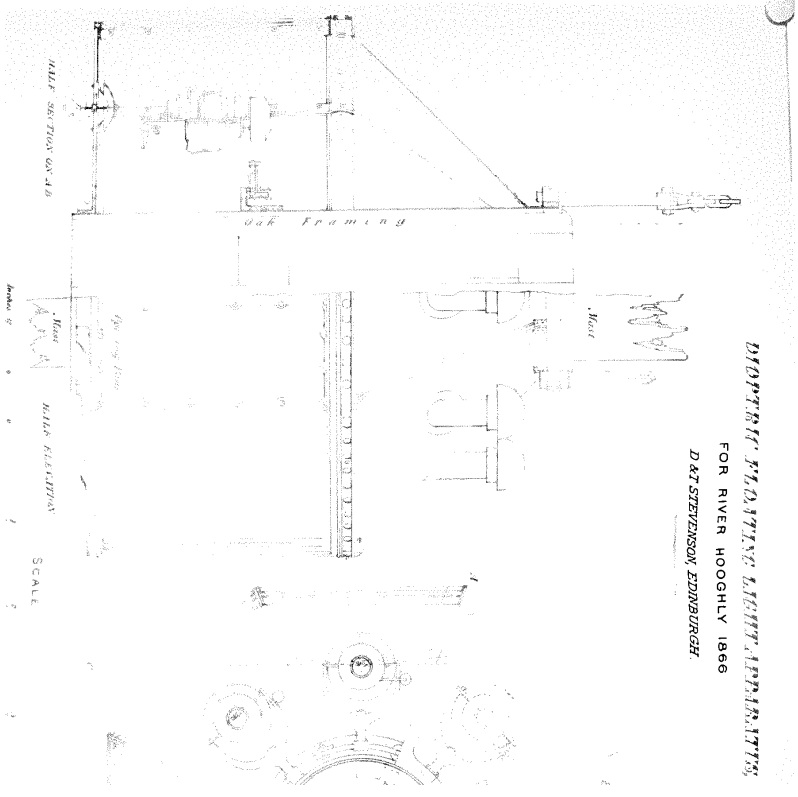 DIOPTRIC FLOATING LIGHT APPARATUS,
FOR RIVER HOOGHLY 1866
D & T STEVENSON, EDINBURGH.
HALF SECTION ON AB
Oak Framing
Mast
Mast
HALF ELEVATION
SCALE
Inches
A